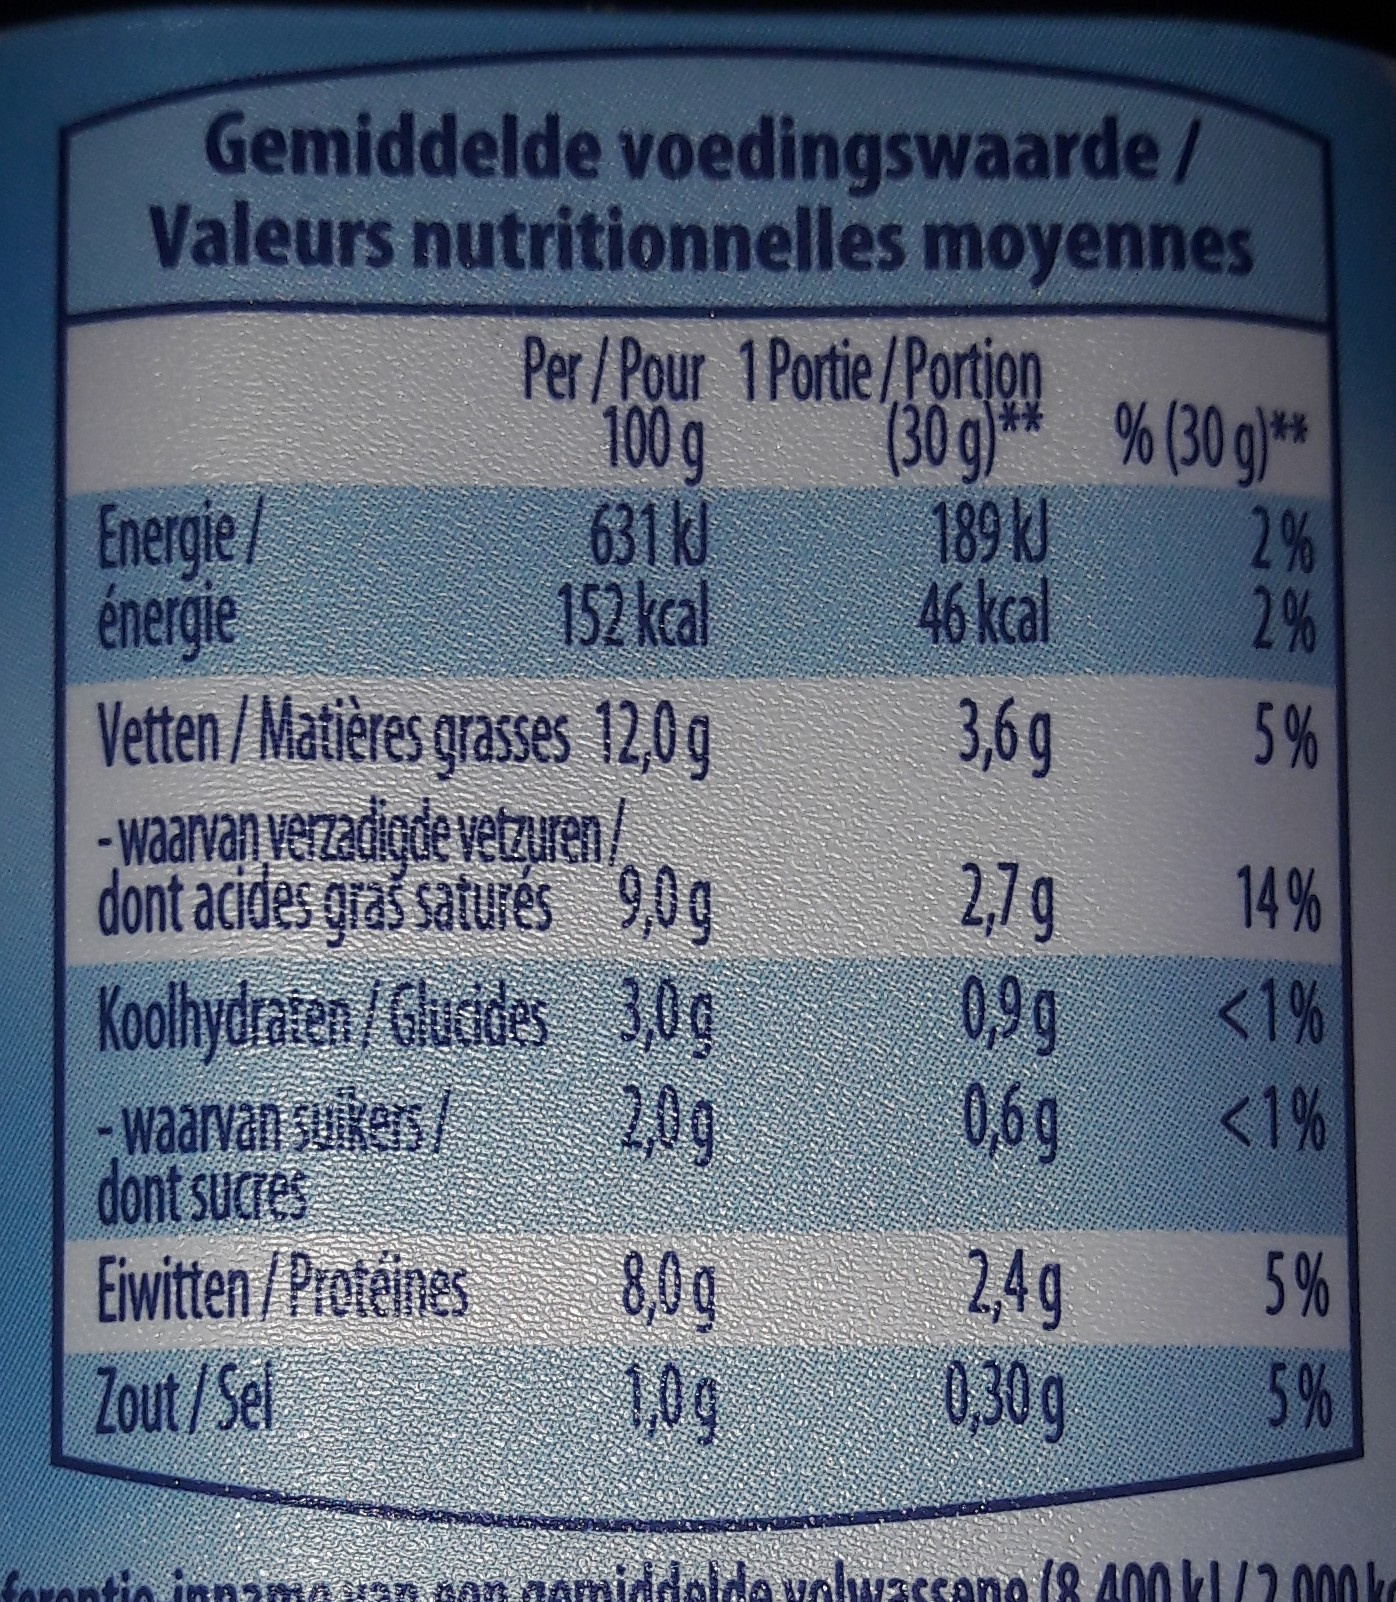 Gemiddelde voedingswaarde /
Valeurs nutritionnelles moyennes
Per / Pour 1 Portie / Portion
100 g (30 g)** % (30 g)**
Energie / 631 kJ 189 kJ 2 %
énergie 152 kcal 46 kcal 2 %
Vetten / Matières grasses 12,0 g 3,6 g 5 %
- waarvan verzadigde vetzuren /
dont acides gras saturés 9,0 g 2,7 g 14 %
Koolhydraten / Glucides 3,0 g 0,9 g <1 %
- waarvan suikers / 2,0 g 0,6 g <1 %
dont sucres
Eiwitten / Protéines 8,0 g 2,4 g 5 %
Zout / Sel 1,0 g 0,30 g 5 %
inname van een gemiddelde volwassene (8 400 kJ / 2 000